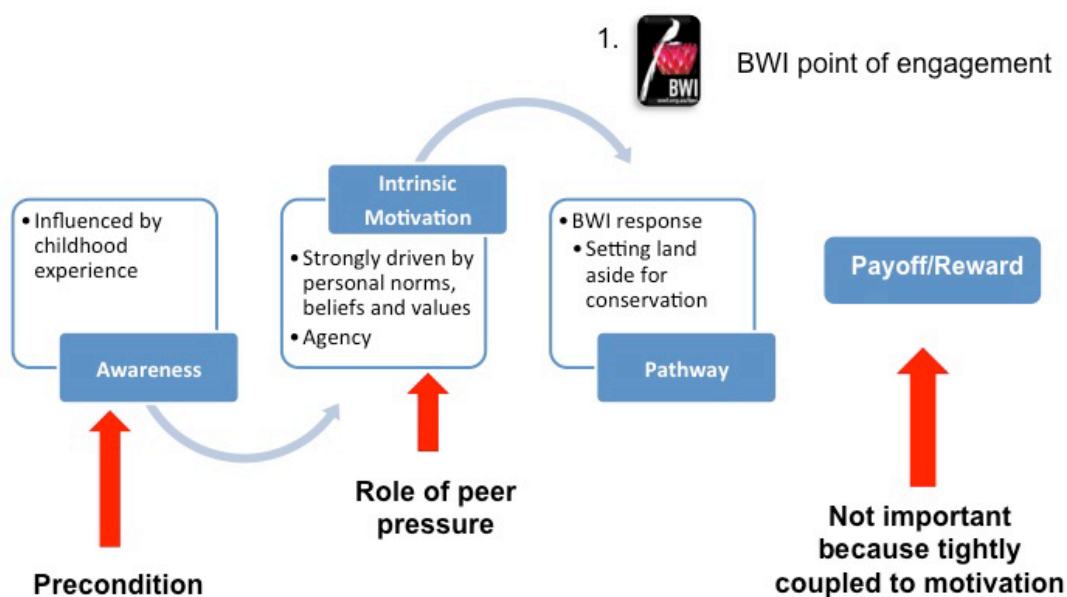 1.
BWI
BWI point of engagement
• Influenced by
childhood
experience
Awareness
Intrinsic
Motivation
• Strongly driven by
personal norms,
beliefs and values
• Agency
• BWI response
• Setting land
aside for
conservation
Pathway
Payoff/Reward
Precondition
Role of peer
pressure
Not important
because tightly
coupled to motivation